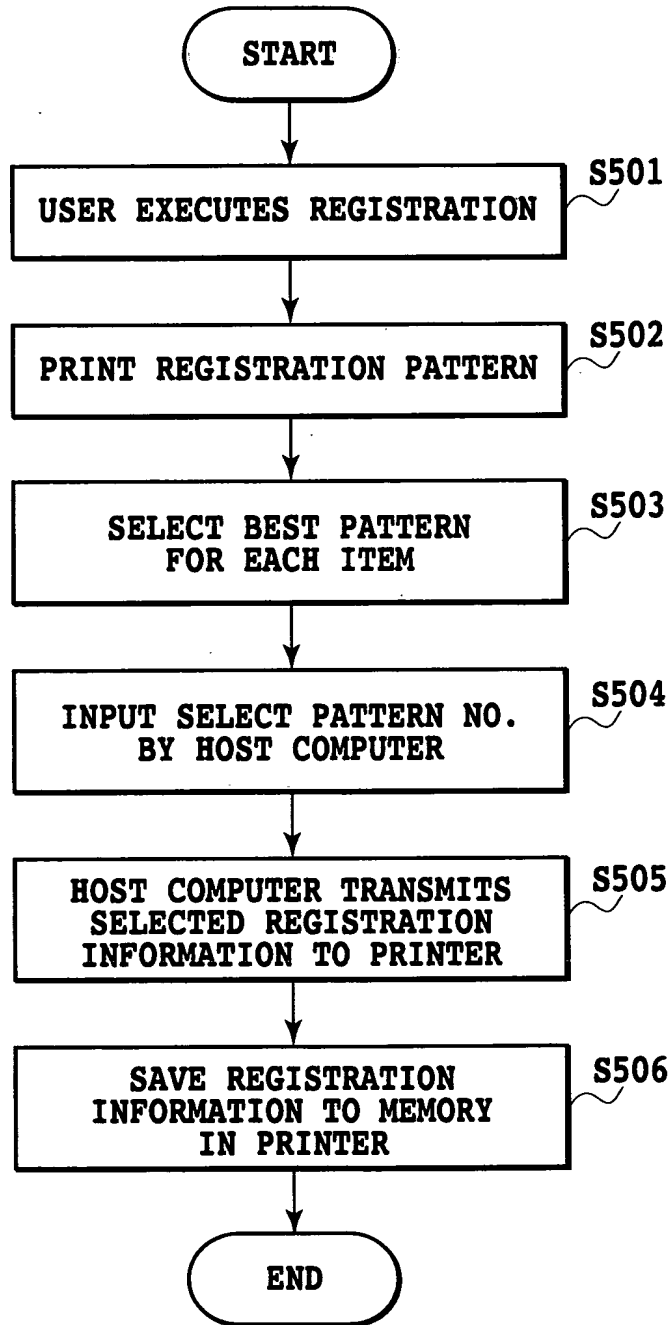 START
S501
USER EXECUTES REGISTRATION
S502
PRINT REGISTRATION PATTERN
S503
SELECT BEST PATTERN
FOR EACH ITEM
S504
INPUT SELECT PATTERN NO.
BY HOST COMPUTER
S505
HOST COMPUTER TRANSMITS
SELECTED REGISTRATION
INFORMATION TO PRINTER
S506
SAVE REGISTRATION
INFORMATION TO MEMORY
IN PRINTER
END